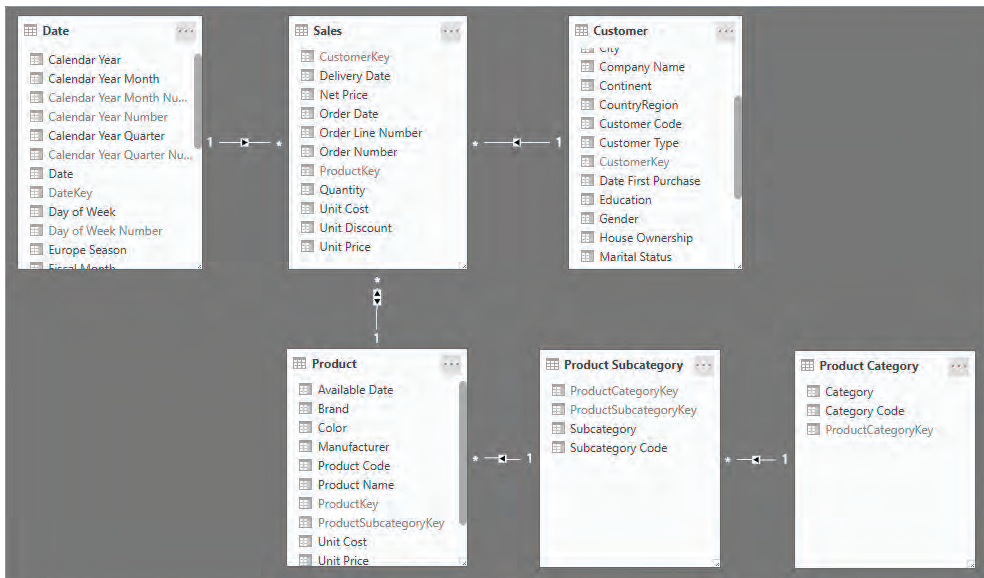 Date
Calendar Year
Calendar Year Month
Calendar Year Month Nu...
Calendar Year Number
Calendar Year Quarter
Calendar Year Quarter Nu...
Date
DateKey
Day of Week
Day of Week Number
Europe Season
Fiscal Month
1
*
Sales
CustomerKey
Delivery Date
Net Price
Order Date
Order Line Number
Order Number
ProductKey
Quantity
Unit Cost
Unit Discount
Unit Price
*
1
Customer
City
Company Name
Continent
CountryRegion
Customer Code
Customer Type
CustomerKey
Date First Purchase
Education
Gender
House Ownership
Marital Status
*
1
Product
Available Date
Brand
Color
Manufacturer
Product Code
Product Name
ProductKey
ProductSubcategoryKey
Unit Cost
Unit Price
*
1
Product Subcategory
ProductCategoryKey
ProductSubcategoryKey
Subcategory
Subcategory Code
*
1
Product Category
Category
Category Code
ProductCategoryKey